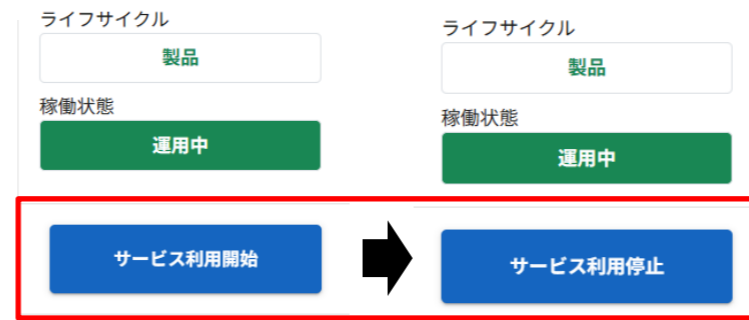 ライフサイクル
製品
稼働状態
運用中
サービス利用開始
ライフサイクル
製品
稼働状態
運用中
サービス利用停止